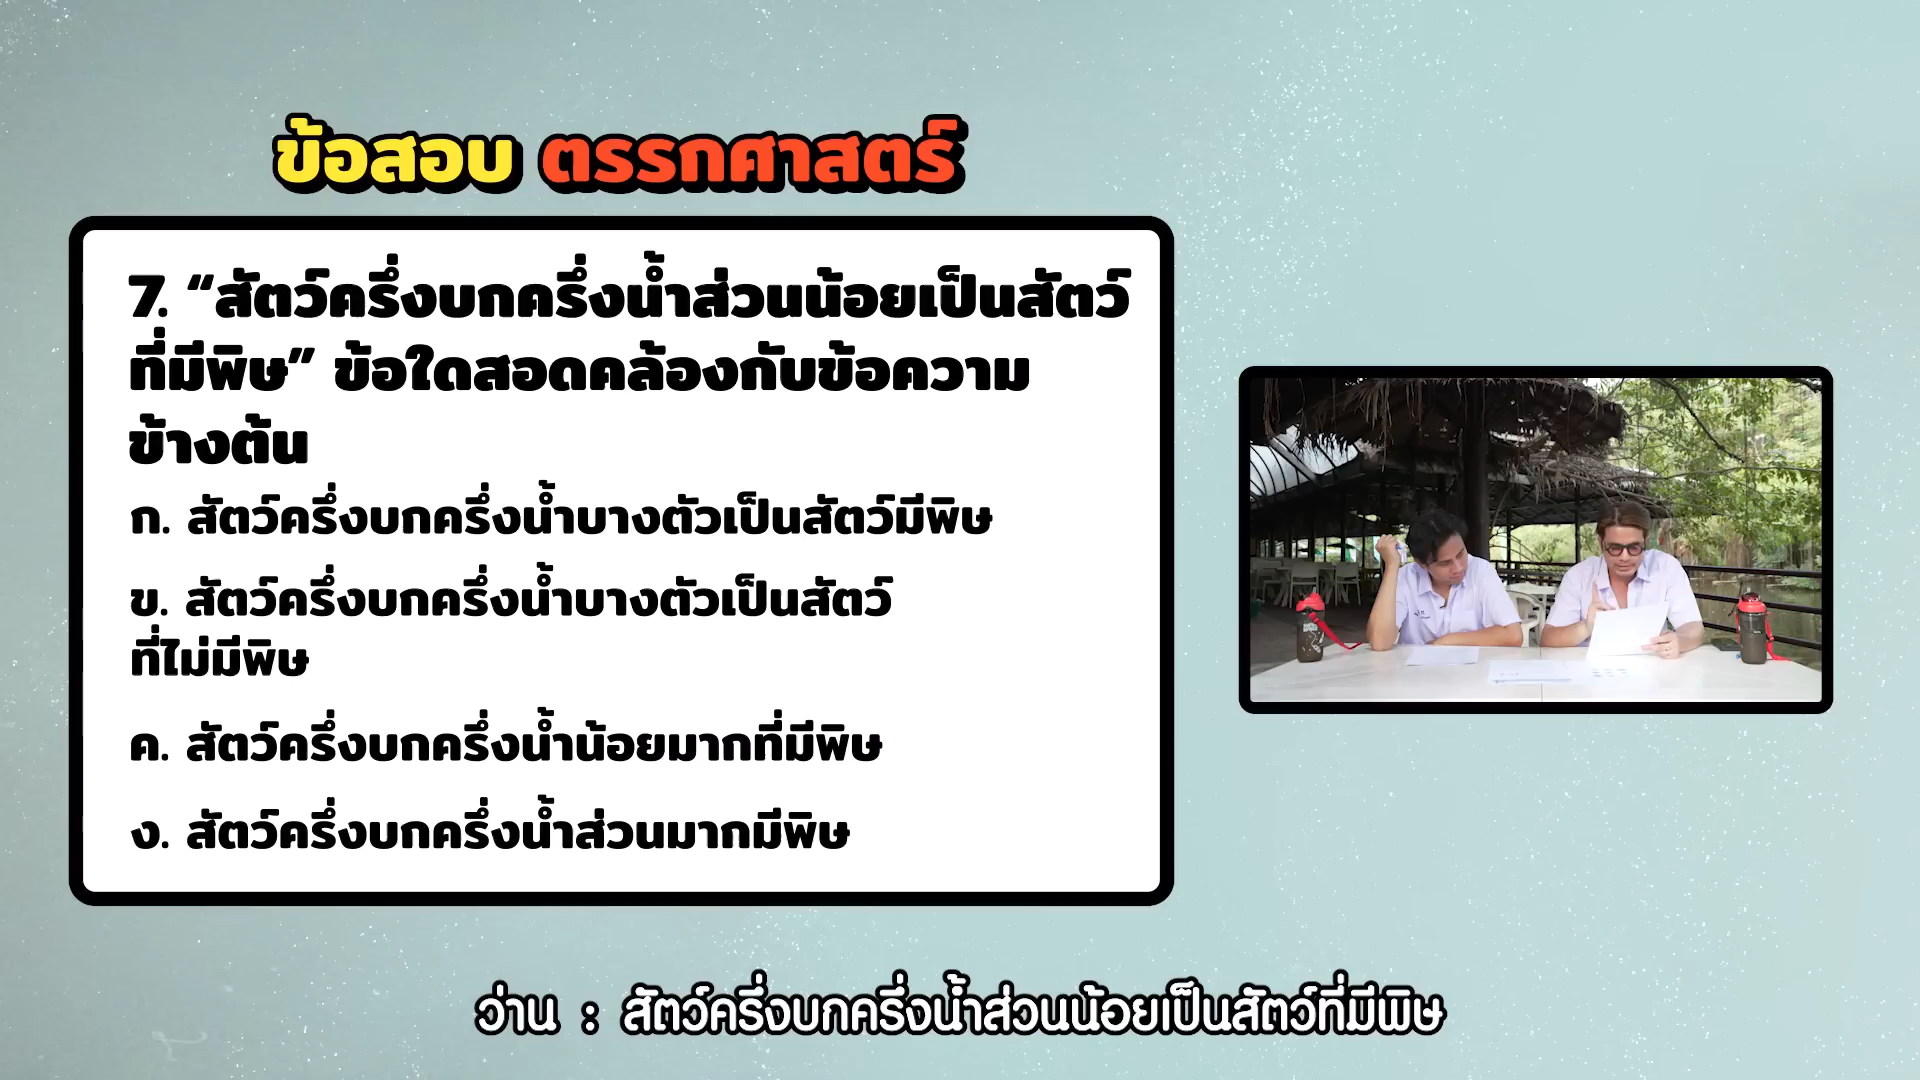 ข้อสอบ ตรรกศาสตร์
7. “สัตว์ครึ่งบกครึ่งน้ำส่วนน้อยเป็นสัตว์
ที่มีพิษ” ข้อใดสอดคล้องกับข้อความ
ข้างต้น
ก. สัตว์ครึ่งบกครึ่งน้ำบางตัวเป็นสัตว์มีพิษ
ข. สัตว์ครึ่งบกครึ่งน้ำบางตัวเป็นสัตว์
ที่ไม่มีพิษ
ค. สัตว์ครึ่งบกครึ่งน้ำน้อยมากที่มีพิษ
ง. สัตว์ครึ่งบกครึ่งน้ำส่วนมากมีพิษ
ว่าน : สัตว์ครึ่งบกครึ่งน้ำส่วนน้อยเป็นสัตว์ที่มีพิษ